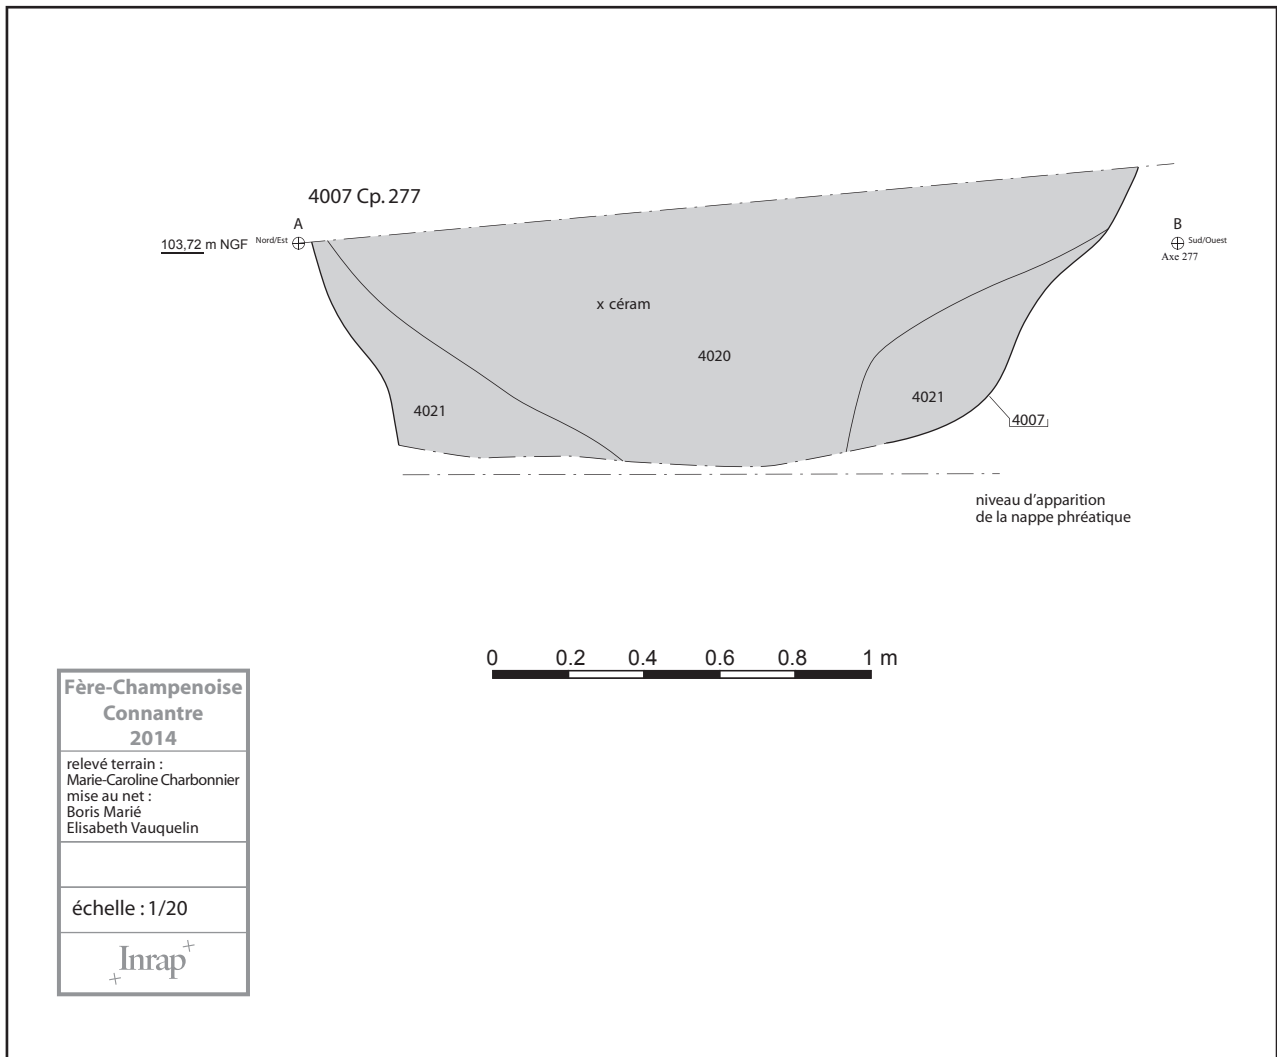 4007 Cp. 277
A
B
103,72 m NGF
Nord/Est
Sud/Ouest
Axe 277
x céram
4020
4021
4021
4007
niveau d’apparition
de la nappe phréatique
0 0.2 0.4 0.6 0.8 1 m
Fère-Champenoise
Connantre
2014
relevé terrain :
Marie-Caroline Charbonnier
mise au net :
Boris Marié
Elisabeth Vauquelin
échelle : 1/20
Inrap